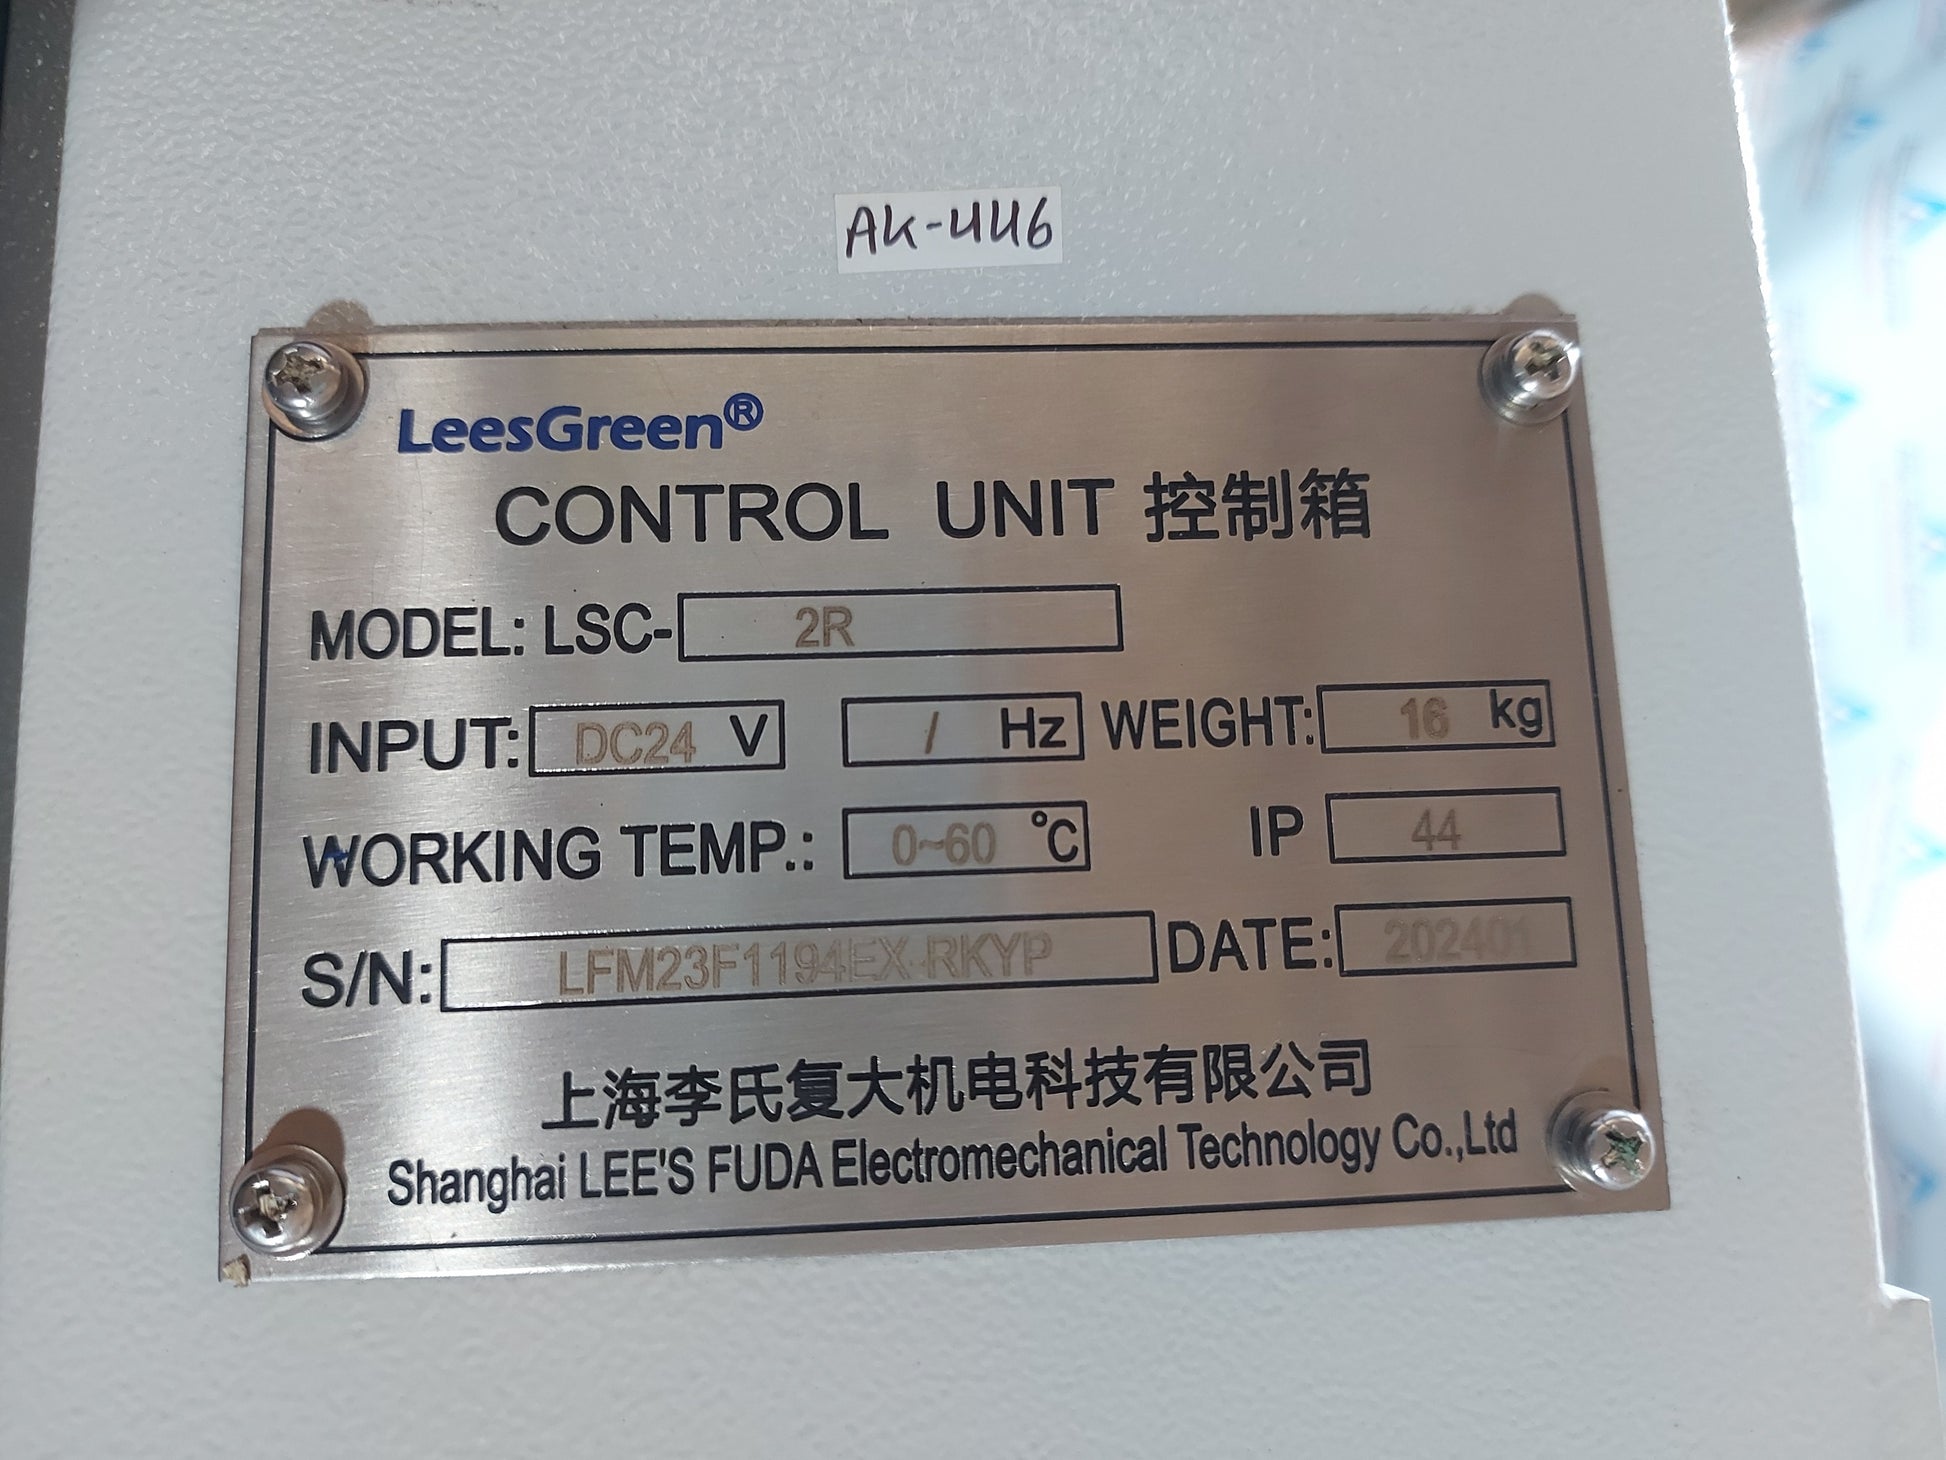 AK-446
LeesGreen®
CONTROL UNIT 控制箱
MODEL: LSC- 2R
INPUT: DC24 V / Hz WEIGHT: 16 kg
WORKING TEMP.: 0~60 °C IP 44
S/N: LFM23F1194EX-RKYP DATE: 202401
上海李氏复大机电科技有限公司
Shanghai LEE'S FUDA Electromechanical Technology Co.,Ltd